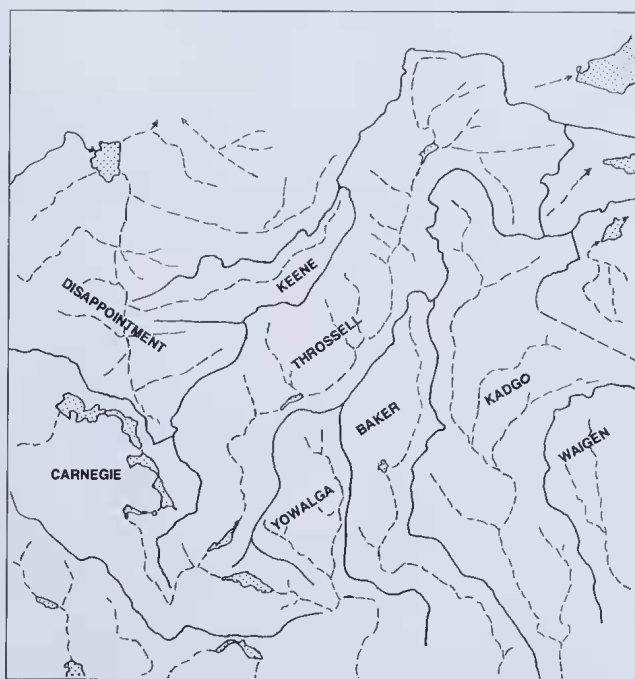 KEENE
DISAPPOINTMENT
THROSSELL
KADGO
BAKER
WAIGEN
CARNEGIE
YOWALGA